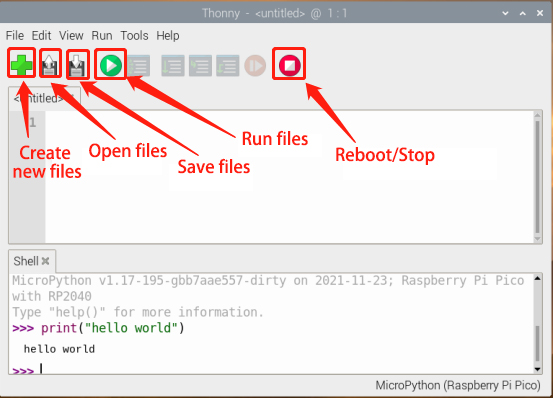 Thonny - <untitled> @ 1 : 1
File Edit View Run Tools Help
<untitled>
1
Create
new files
Open files
Save files
Run files
Reboot/Stop
Shell
MicroPython v1.17-195-gbb7aae557-dirty on 2021-11-23; Raspberry Pi Pico
with RP2040
Type "help()" for more information.
>>> print("hello world")
hello world
>>>
MicroPython (Raspberry Pi Pico)